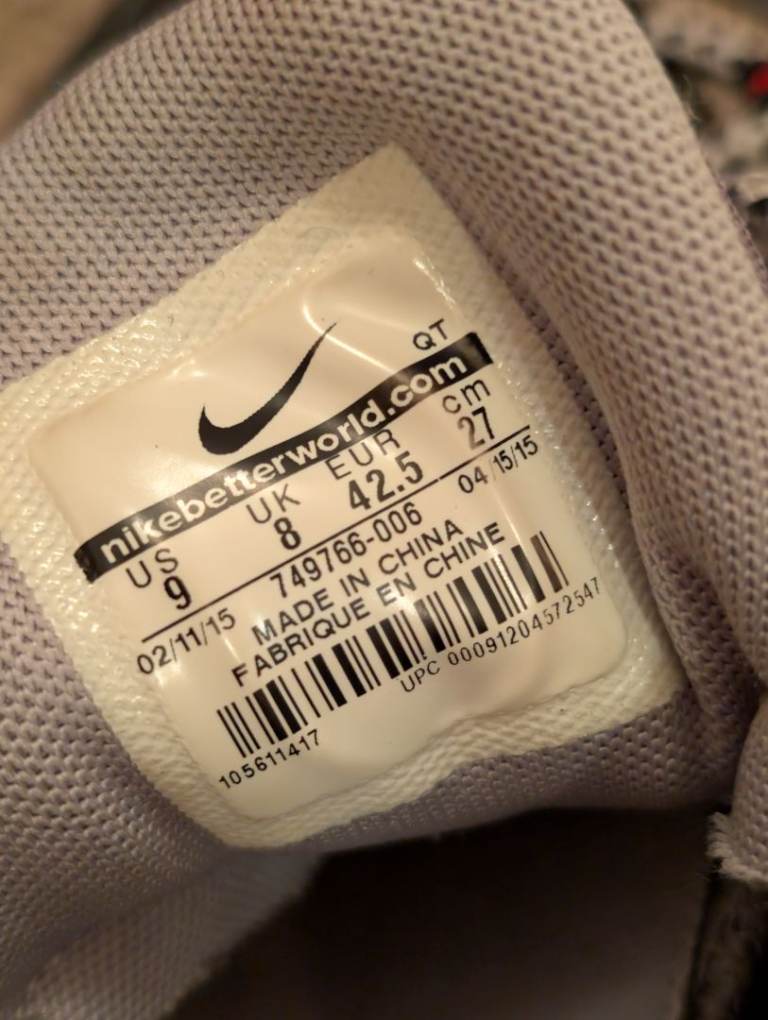 QT
nikebetterworld.com
US UK EUR cm
9 8 42.5 27
02/11/15 749766-006 04/15/15
MADE IN CHINA
FABRIQUE EN CHINE
UPC 00091204572547
105611417